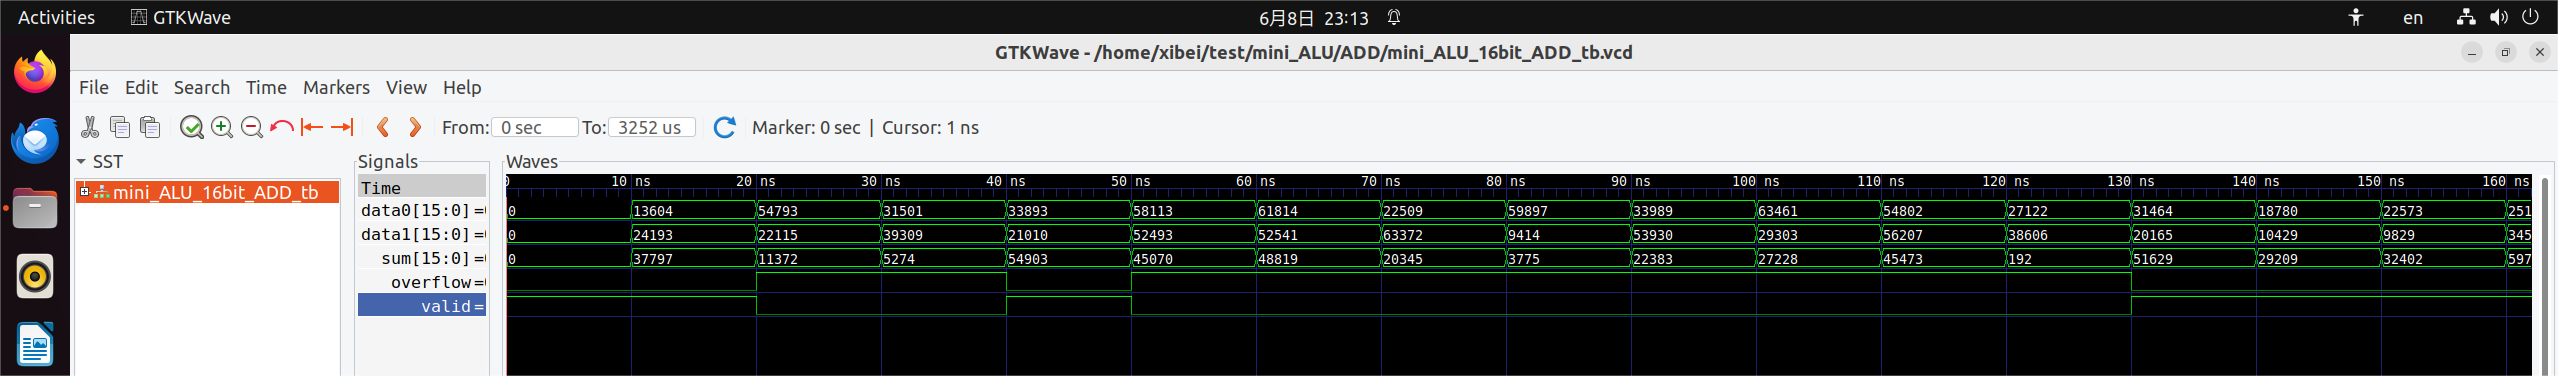 Activities GTKWave 6月8日 23:13 en
GTKWave - /home/xibei/test/mini_ALU/ADD/mini_ALU_16bit_ADD_tb.vcd
File Edit Search Time Markers View Help
From: 0 sec To: 3252 us Marker: 0 sec | Cursor: 1 ns
SST Signals Waves
mini_ALU_16bit_ADD_tb
Time 0 10 ns 20 ns 30 ns 40 ns 50 ns 60 ns 70 ns 80 ns 90 ns 100 ns 110 ns 120 ns 130 ns 140 ns 150 ns 160 ns
data0[15:0] = 0 13604 54793 31501 33893 58113 61814 22509 59897 33989 63461 54802 27122 31464 18780 22573 251
data1[15:0] = 0 24193 22115 39309 21010 52493 52541 63372 9414 53930 29303 56207 38606 20165 10429 9829 345
sum[15:0] = 0 37797 11372 5274 54903 45070 48819 20345 3775 22383 27228 45473 192 51629 29209 32402 597
overflow =
valid =